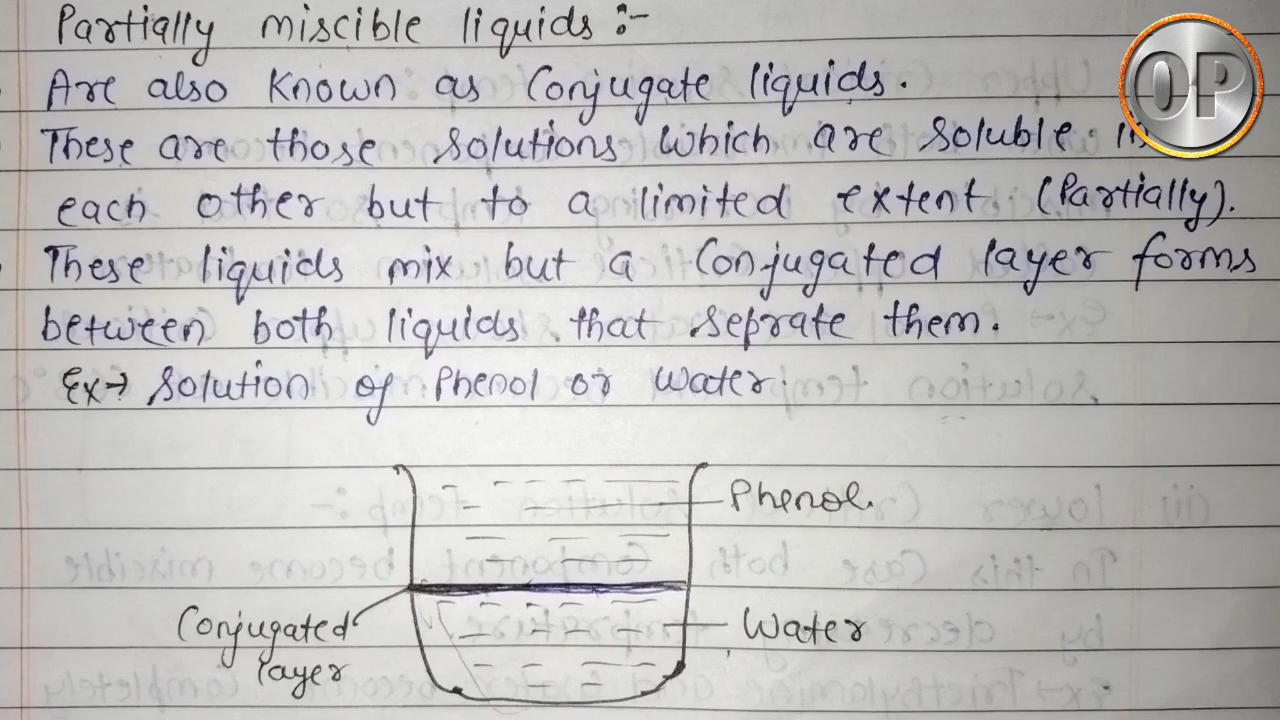 Partially miscible liquids :-
Are also Known as Conjugate liquids.
These are those solutions which are soluble in
each other but to a limited extent (Partially).
These liquids mix but a Conjugated layer forms
between both liquids that seprate them.
Ex→ Solution of Phenol or Water
Phenol.
Conjugated
layer
Water
OP